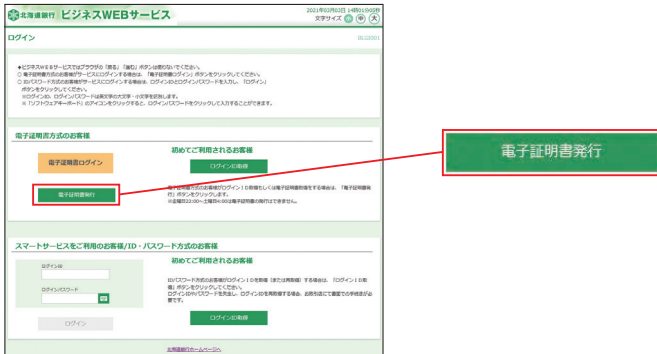 北海道銀行 ビジネスWEBサービス
2021年03月03日 14時01分05秒
文字サイズ 小 中 大
ログイン
BLI2001
◆ビジネスWEBサービスではブラウザの「戻る」「進む」ボタンは使わないでください。
○ 電子証明書方式のお客様がサービスにログインする場合は、「電子証明書ログイン」ボタンをクリックしてください。
○ ID/パスワード方式のお客様がサービスにログインする場合は、ログインIDとログインパスワードを入力し、「ログイン」
ボタンをクリックしてください。
※ログインID、ログインパスワードは英文字の大文字・小文字を区別します。
※「ソフトウェアキーボード」のアイコンをクリックすると、ログインパスワードをクリックして入力することができます。
電子証明書方式のお客様
初めてご利用されるお客様
電子証明書ログイン
ログインID取得
電子証明書発行
電子証明書方式のお客様がログインID取得もしくは電子証明書取得をする場合は、「電子証明書発
行」ボタンをクリックします。
※金曜日22:00～土曜日6:00は電子証明書の発行はできません。
電子証明書発行
スマートサービスをご利用のお客様/ID・パスワード方式のお客様
初めてご利用されるお客様
ログインID
ログインパスワード
ログイン
ID/パスワード方式のお客様がログインIDを取得（または再取得）する場合は、「ログインID取
得」ボタンをクリックしてください。
ログインIDやパスワードを失念し、ログインIDを再取得する場合、お取引店にて書面での手続きが必
要です。
ログインID取得
北海道銀行ホームページへ